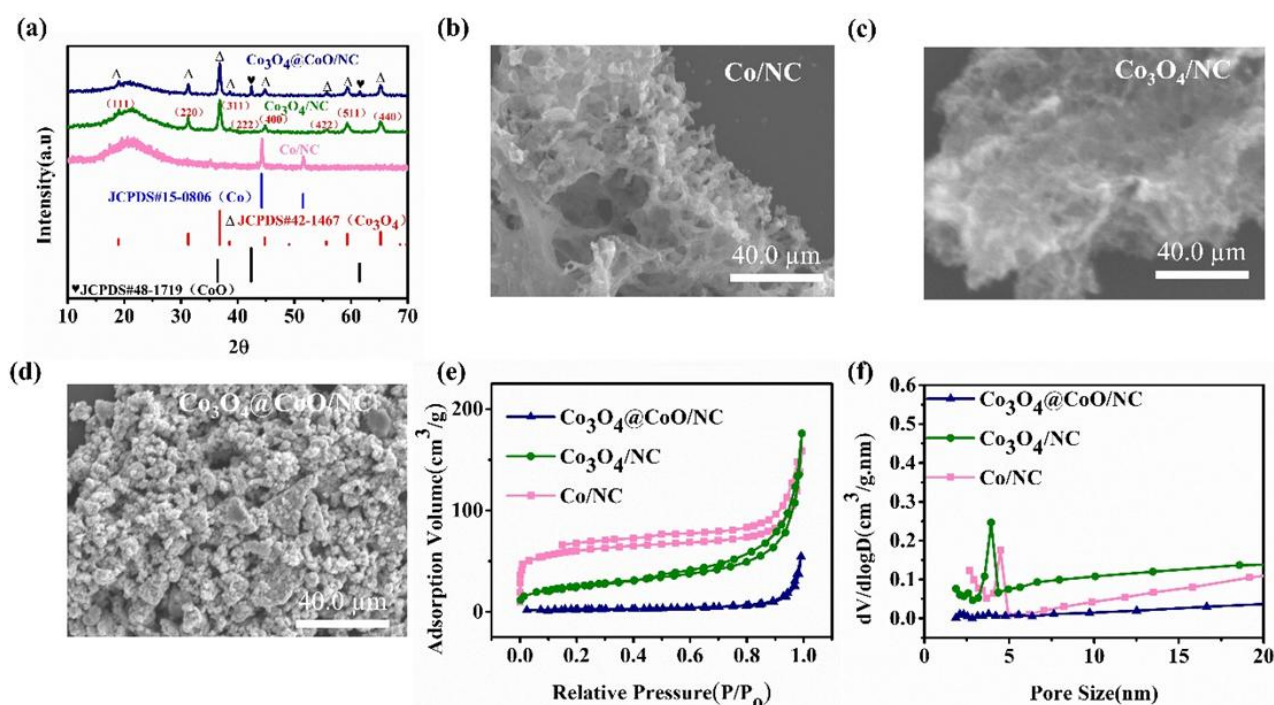 (a)
Co3O4@CoO/NC
Δ Δ Δ Δ ♥ Δ Δ Δ ♥ Δ
(111) (220) (311) Co3O4/NC (222) (400) (422) (511) (440)
Co/NC
JCPDS#15-0806 (Co)
Δ JCPDS#42-1467 (Co3O4)
♥JCPDS#48-1719 (CoO)
Intensity(a.u)
10 20 30 40 50 60 70
2θ
(b)
Co/NC
40.0 µm
(c)
Co3O4/NC
40.0 µm
(d)
Co3O4@CoO/NC
40.0 µm
(e)
Co3O4@CoO/NC
Co3O4/NC
Co/NC
Adsorption Volume(cm3/g)
200
100
0
0.0 0.2 0.4 0.6 0.8 1.0
Relative Pressure(P/Po)
(f)
Co3O4@CoO/NC
Co3O4/NC
Co/NC
dV/dlogD(cm3/g.nm)
0.6
0.5
0.4
0.3
0.2
0.1
0.0
0 5 10 15 20
Pore Size(nm)